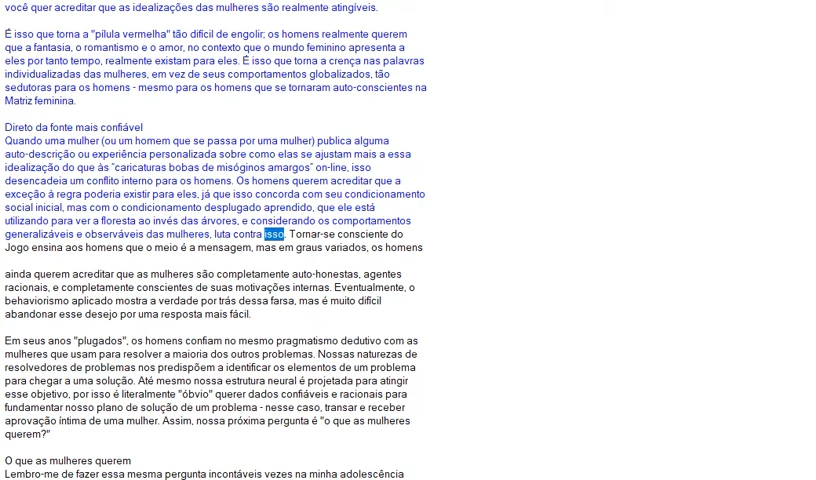 você quer acreditar que as idealizações das mulheres são realmente atingíveis.
É isso que torna a "pílula vermelha" tão difícil de engolir; os homens realmente querem
que a fantasia, o romantismo e o amor, no contexto que o mundo feminino apresenta a
eles por tanto tempo, realmente existam para eles. É isso que torna a crença nas palavras
individualizadas das mulheres, em vez de seus comportamentos globalizados, tão
sedutoras para os homens - mesmo para os homens que se tornaram auto-conscientes na
Matriz feminina.
Direto da fonte mais confiável
Quando uma mulher (ou um homem que se passa por uma mulher) publica alguma
auto-descrição ou experiência personalizada sobre como elas se ajustam mais a essa
idealização do que às “caricaturas bobas de misóginos amargos” on-line, isso
desencadeia um conflito interno para os homens. Os homens querem acreditar que a
exceção à regra poderia existir para eles, já que isso concorda com seu condicionamento
social inicial, mas com o condicionamento desplugado aprendido, que ele está
utilizando para ver a floresta ao invés das árvores, e considerando os comportamentos
generalizáveis e observáveis das mulheres, luta contra isso. Tornar-se consciente do
Jogo ensina aos homens que o meio é a mensagem, mas em graus variados, os homens
ainda querem acreditar que as mulheres são completamente auto-honestas, agentes
racionais, e completamente conscientes de suas motivações internas. Eventualmente, o
behaviorismo aplicado mostra a verdade por trás dessa farsa, mas é muito difícil
abandonar esse desejo por uma resposta mais fácil.
Em seus anos "plugados", os homens confiam no mesmo pragmatismo dedutivo com as
mulheres que usam para resolver a maioria dos outros problemas. Nossas naturezas de
resolvedores de problemas nos predispõem a identificar os elementos de um problema
para chegar a uma solução. Até mesmo nossa estrutura neural é projetada para atingir
esse objetivo, por isso é literalmente "óbvio" querer dados confiáveis e racionais para
fundamentar nosso plano de solução de um problema - nesse caso, transar e receber
aprovação íntima de uma mulher. Assim, nossa próxima pergunta é "o que as mulheres
querem?"
O que as mulheres querem
Lembro-me de fazer essa mesma pergunta incontáveis vezes na minha adolescência